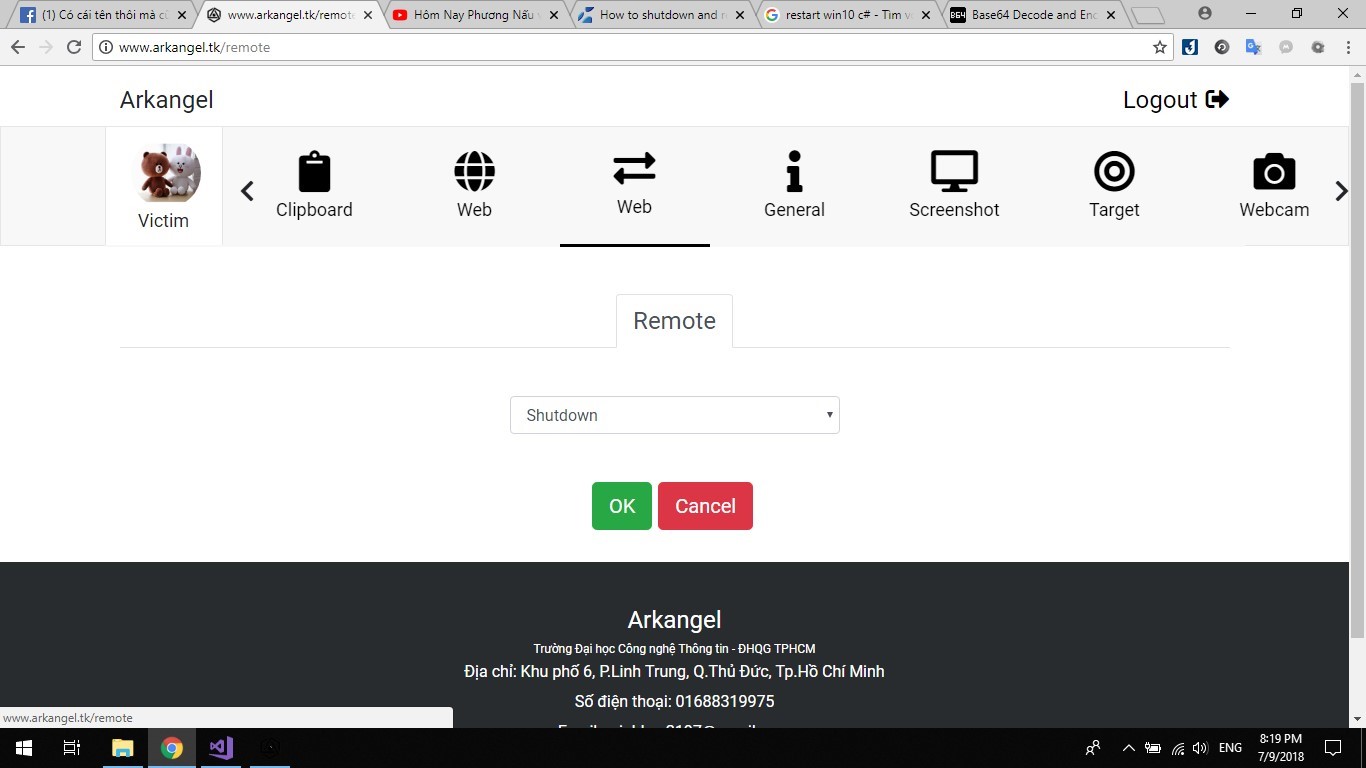 (1) Có cái tên thôi mà cũ
www.arkangel.tk/remote
Hôm Nay Phương Nấu
How to shutdown and re
restart win10 c# - Tìm v
Base64 Decode and Enc
www.arkangel.tk/remote
Arkangel
Logout
Victim
Clipboard
Web
Web
General
Screenshot
Target
Webcam
Remote
Shutdown
OK
Cancel
Arkangel
Trường Đại học Công nghệ Thông tin - ĐHQG TPHCM
Địa chỉ: Khu phố 6, P.Linh Trung, Q.Thủ Đức, Tp.Hồ Chí Minh
Số điện thoại: 01688319975
www.arkangel.tk/remote
ENG
8:19 PM
7/9/2018